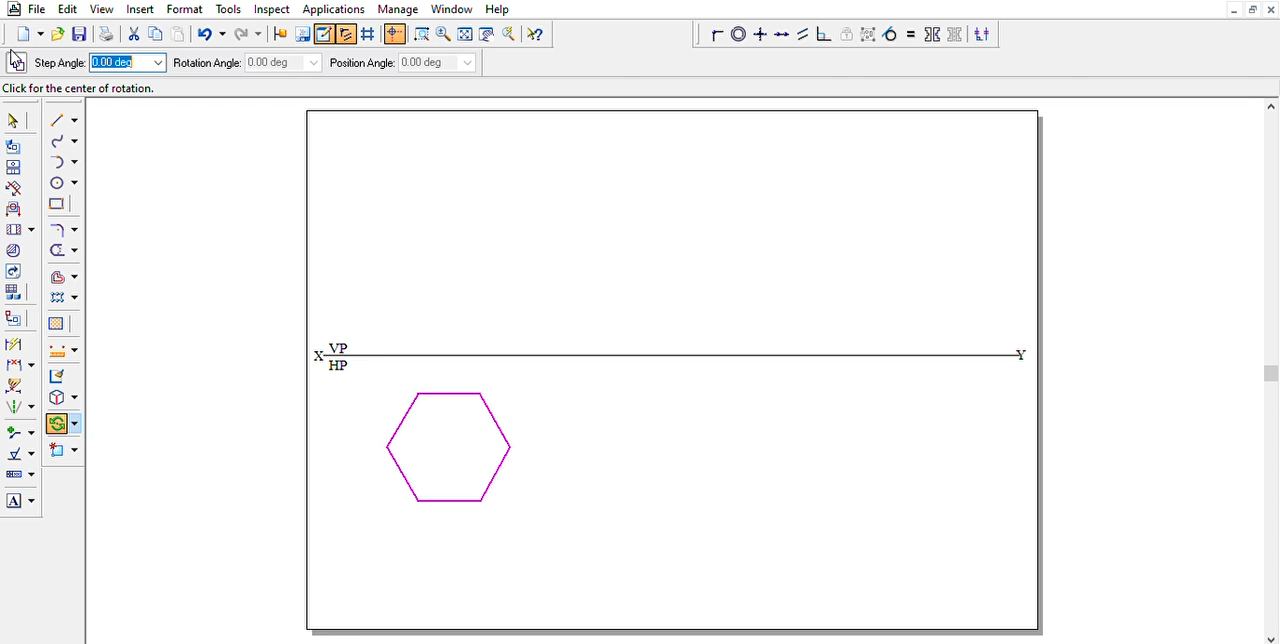 File Edit View Insert Format Tools Inspect Applications Manage Window Help
Step Angle: 0.00 deg Rotation Angle: 0.00 deg Position Angle: 0.00 deg
Click for the center of rotation.
VP
X Y
HP
A